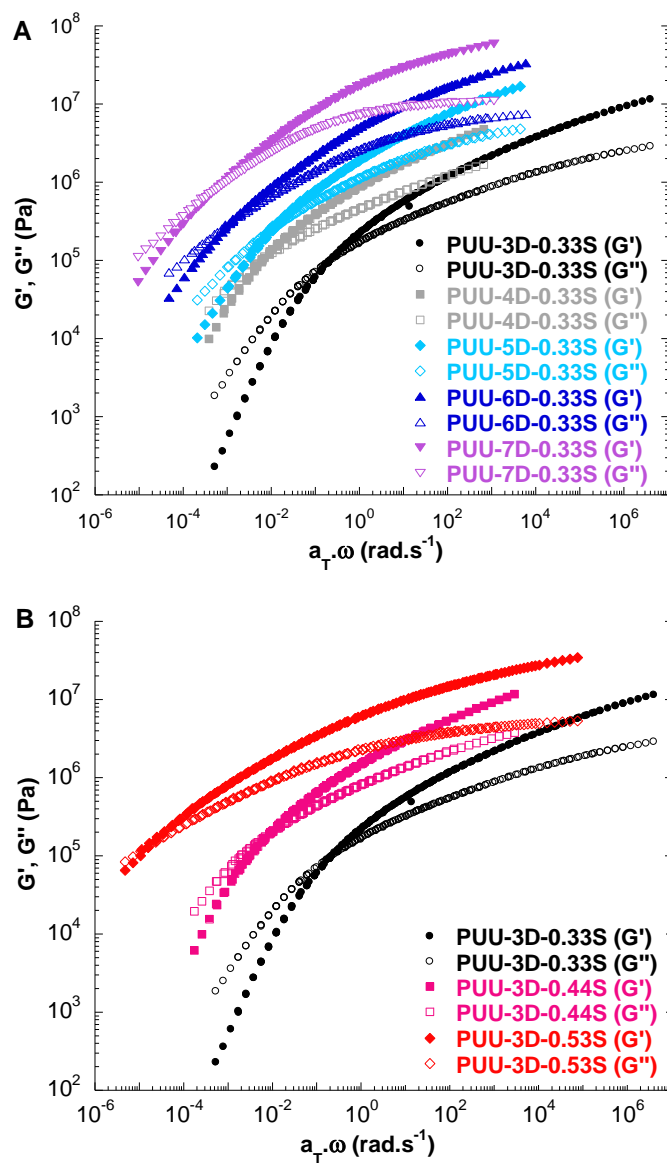 A
10^8
10^7
10^6
10^5
10^4
10^3
10^2
G', G" (Pa)
PUU-3D-0.33S (G')
PUU-3D-0.33S (G")
PUU-4D-0.33S (G')
PUU-4D-0.33S (G")
PUU-5D-0.33S (G')
PUU-5D-0.33S (G")
PUU-6D-0.33S (G')
PUU-6D-0.33S (G")
PUU-7D-0.33S (G')
PUU-7D-0.33S (G")
10^-6 10^-4 10^-2 10^0 10^2 10^4 10^6
a_T.ω (rad.s^-1)
B
10^8
10^7
10^6
10^5
10^4
10^3
10^2
G', G" (Pa)
PUU-3D-0.33S (G')
PUU-3D-0.33S (G")
PUU-3D-0.44S (G')
PUU-3D-0.44S (G")
PUU-3D-0.53S (G')
PUU-3D-0.53S (G")
10^-6 10^-4 10^-2 10^0 10^2 10^4 10^6
a_T.ω (rad.s^-1)